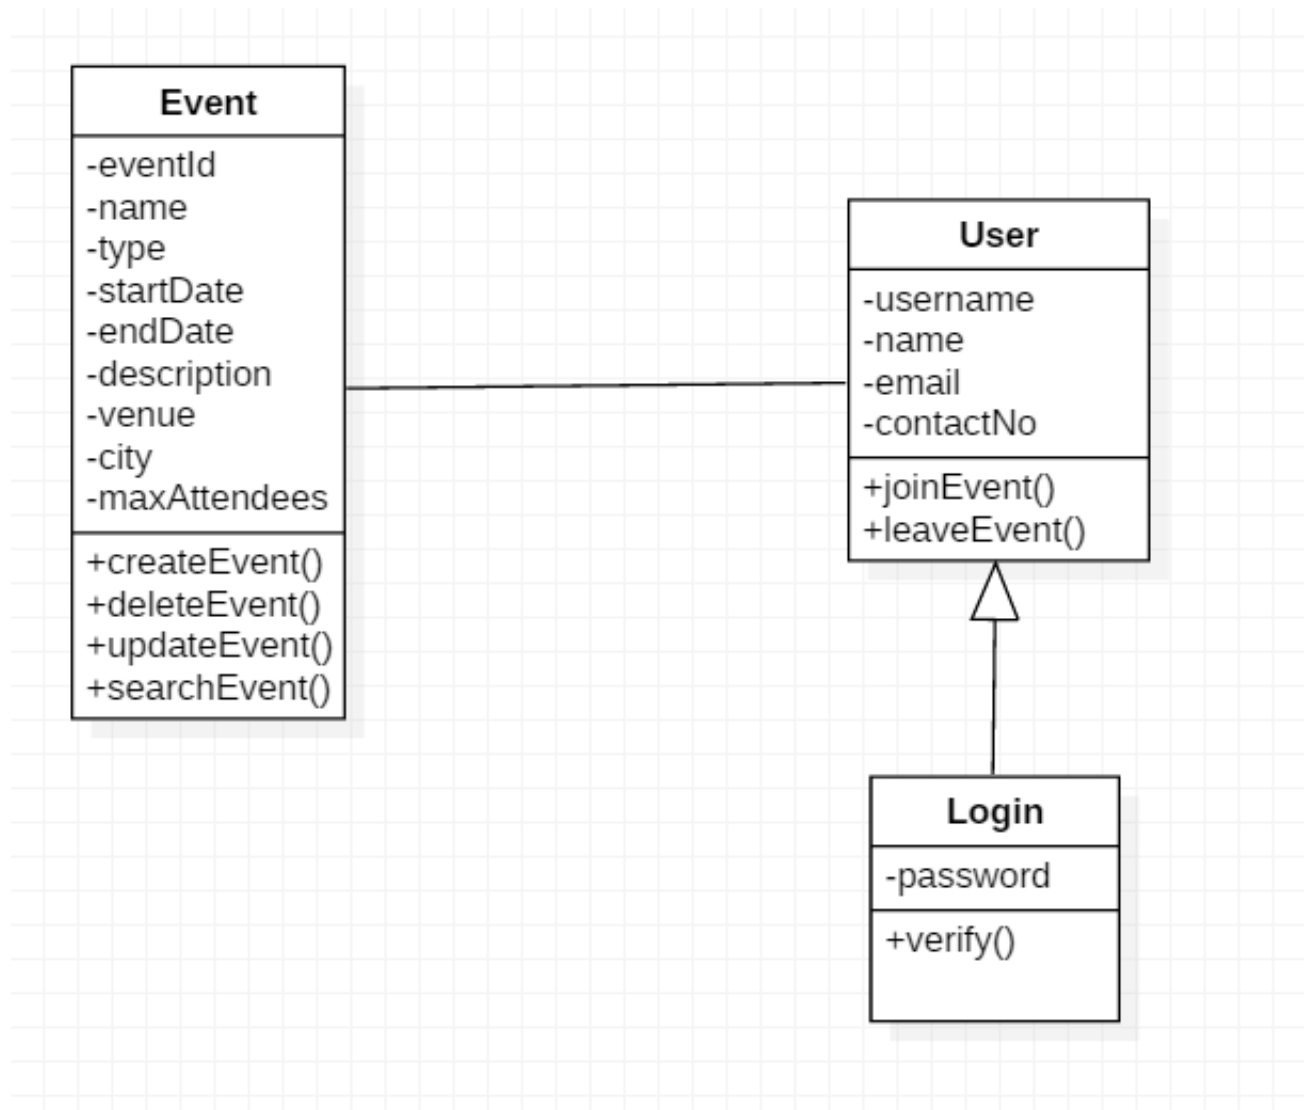 Event
-eventId
-name
-type
-startDate
-endDate
-description
-venue
-city
-maxAttendees
+createEvent()
+deleteEvent()
+updateEvent()
+searchEvent()
User
-username
-name
-email
-contactNo
+joinEvent()
+leaveEvent()
Login
-password
+verify()